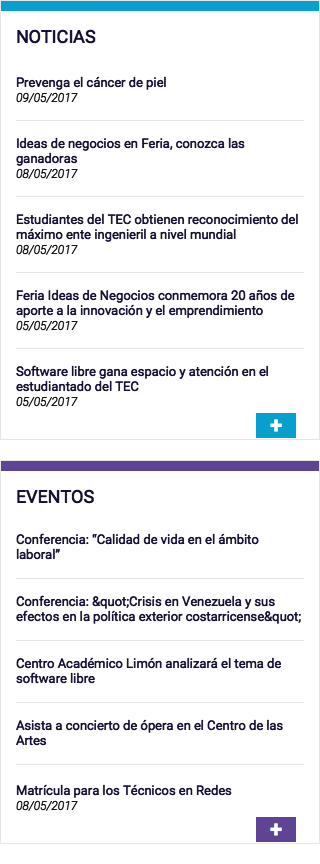 NOTICIAS
Prevenga el cáncer de piel
09/05/2017
Ideas de negocios en Feria, conozca las
ganadoras
08/05/2017
Estudiantes del TEC obtienen reconocimiento del
máximo ente ingenieril a nivel mundial
08/05/2017
Feria Ideas de Negocios conmemora 20 años de
aporte a la innovación y el emprendimiento
05/05/2017
Software libre gana espacio y atención en el
estudiantado del TEC
05/05/2017
+
EVENTOS
Conferencia: “Calidad de vida en el ámbito
laboral”
Conferencia: &quot;Crisis en Venezuela y sus
efectos en la política exterior costarricense&quot;
Centro Académico Limón analizará el tema de
software libre
Asista a concierto de ópera en el Centro de las
Artes
Matrícula para los Técnicos en Redes
08/05/2017
+